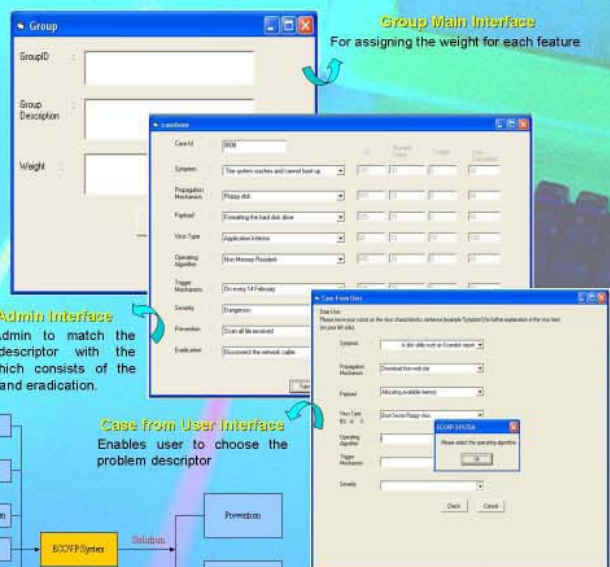 Group
GroupID :
Group
Description :
Weight :
Group Main Interface
For assigning the weight for each feature
Case Id
Symptom The system crashes and cannot boot up
Propagation
Mechanism Floppy disk
Payload Formatting the hard disk drive
Virus Type Application Infector
Operating
Algorithm Non Memory Resident
Trigger
Mechanism On every 14 February
Severity Dangerous
Prevention Scan all file received
Eradication Disconnect the network cable
Admin Interface
Admin to match the
descriptor with the
hich consists of the
and eradication.
Case from User Interface
Enables user to choose the
problem descriptor
Case From User
Dear User
Symptom
Propagation
Mechanism Download from web site
Payload Allocating available memory
Virus Type Boot Sector Floppy virus
Operating
Algorithm
Trigger
Mechanism
Severity
ECOVP SYSTEM
Please select the operating algorithm
OK
Check Cancel
ECOVP System
Solution
Prevention